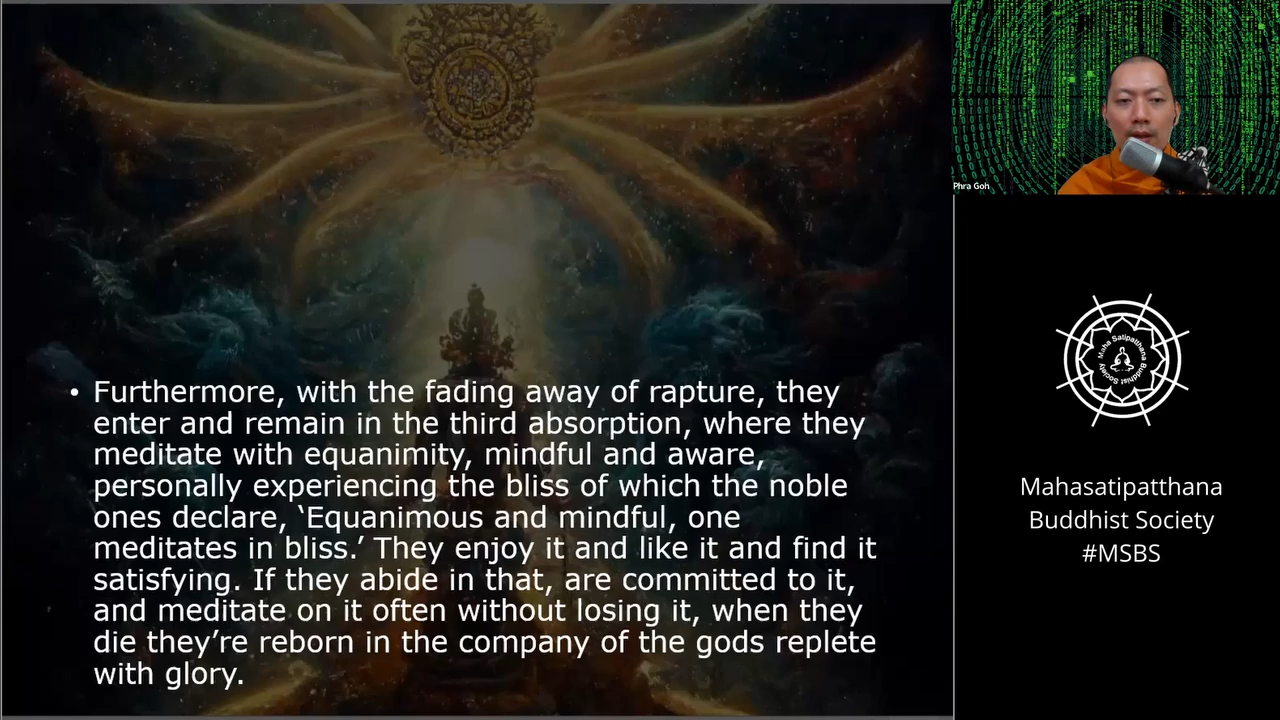 • Furthermore, with the fading away of rapture, they
enter and remain in the third absorption, where they
meditate with equanimity, mindful and aware,
personally experiencing the bliss of which the noble
ones declare, ‘Equanimous and mindful, one
meditates in bliss.’ They enjoy it and like it and find it
satisfying. If they abide in that, are committed to it,
and meditate on it often without losing it, when they
die they’re reborn in the company of the gods replete
with glory.
Phra Goh
Maha Satipatthana
Buddhist Society
Mahasatipatthana
Buddhist Society
#MSBS